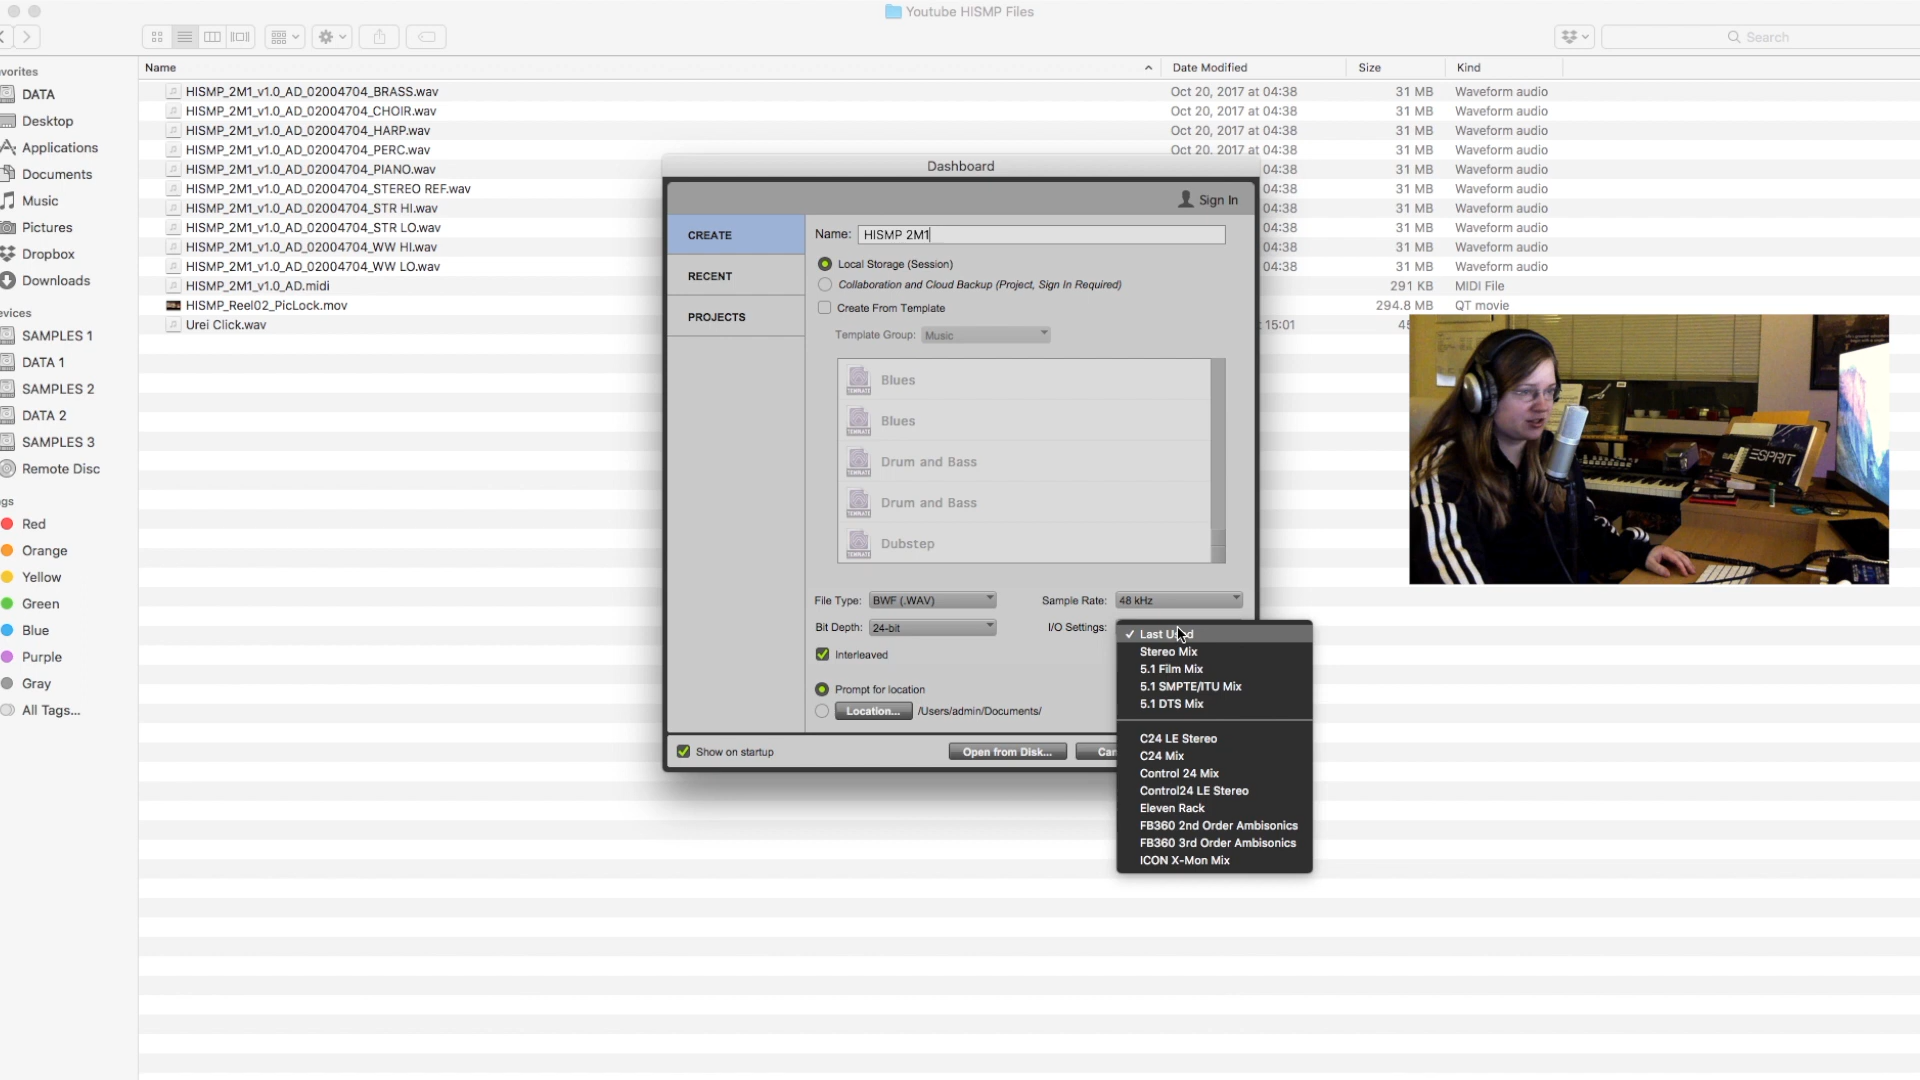 Youtube HISMP Files
Search
vorites
DATA
Desktop
Applications
Documents
Music
Pictures
Dropbox
Downloads
evices
SAMPLES 1
DATA 1
SAMPLES 2
DATA 2
SAMPLES 3
Remote Disc
gs
Red
Orange
Yellow
Green
Blue
Purple
Gray
All Tags...
Name Date Modified Size Kind
HISMP_2M1_v1.0_AD_02004704_BRASS.wav Oct 20, 2017 at 04:38 31 MB Waveform audio
HISMP_2M1_v1.0_AD_02004704_CHOIR.wav Oct 20, 2017 at 04:38 31 MB Waveform audio
HISMP_2M1_v1.0_AD_02004704_HARP.wav Oct 20, 2017 at 04:38 31 MB Waveform audio
HISMP_2M1_v1.0_AD_02004704_PERC.wav Oct 20, 2017 at 04:38 31 MB Waveform audio
HISMP_2M1_v1.0_AD_02004704_PIANO.wav 04:38 31 MB Waveform audio
HISMP_2M1_v1.0_AD_02004704_STEREO REF.wav 04:38 31 MB Waveform audio
HISMP_2M1_v1.0_AD_02004704_STR HI.wav 04:38 31 MB Waveform audio
HISMP_2M1_v1.0_AD_02004704_STR LO.wav 04:38 31 MB Waveform audio
HISMP_2M1_v1.0_AD_02004704_WW HI.wav 04:38 31 MB Waveform audio
HISMP_2M1_v1.0_AD_02004704_WW LO.wav 04:38 31 MB Waveform audio
HISMP_2M1_v1.0_AD.midi 291 KB MIDI File
HISMP_Reel02_PicLock.mov 294.8 MB QT movie
Urei Click.wav 15:01 45
Dashboard
Sign In
CREATE
RECENT
PROJECTS
Name: HISMP 2M1
Local Storage (Session)
Collaboration and Cloud Backup (Project, Sign In Required)
Create From Template
Template Group: Music
TEMPLATE Blues
TEMPLATE Blues
TEMPLATE Drum and Bass
TEMPLATE Drum and Bass
TEMPLATE Dubstep
File Type: BWF (.WAV) Sample Rate: 48 kHz
Bit Depth: 24-bit I/O Settings:
Interleaved
Prompt for location
Location... /Users/admin/Documents/
Show on startup Open from Disk... Can
Last Used
Stereo Mix
5.1 Film Mix
5.1 SMPTE/ITU Mix
5.1 DTS Mix
C24 LE Stereo
C24 Mix
Control 24 Mix
Control24 LE Stereo
Eleven Rack
FB360 2nd Order Ambisonics
FB360 3rd Order Ambisonics
ICON X-Mon Mix
ESPRIT